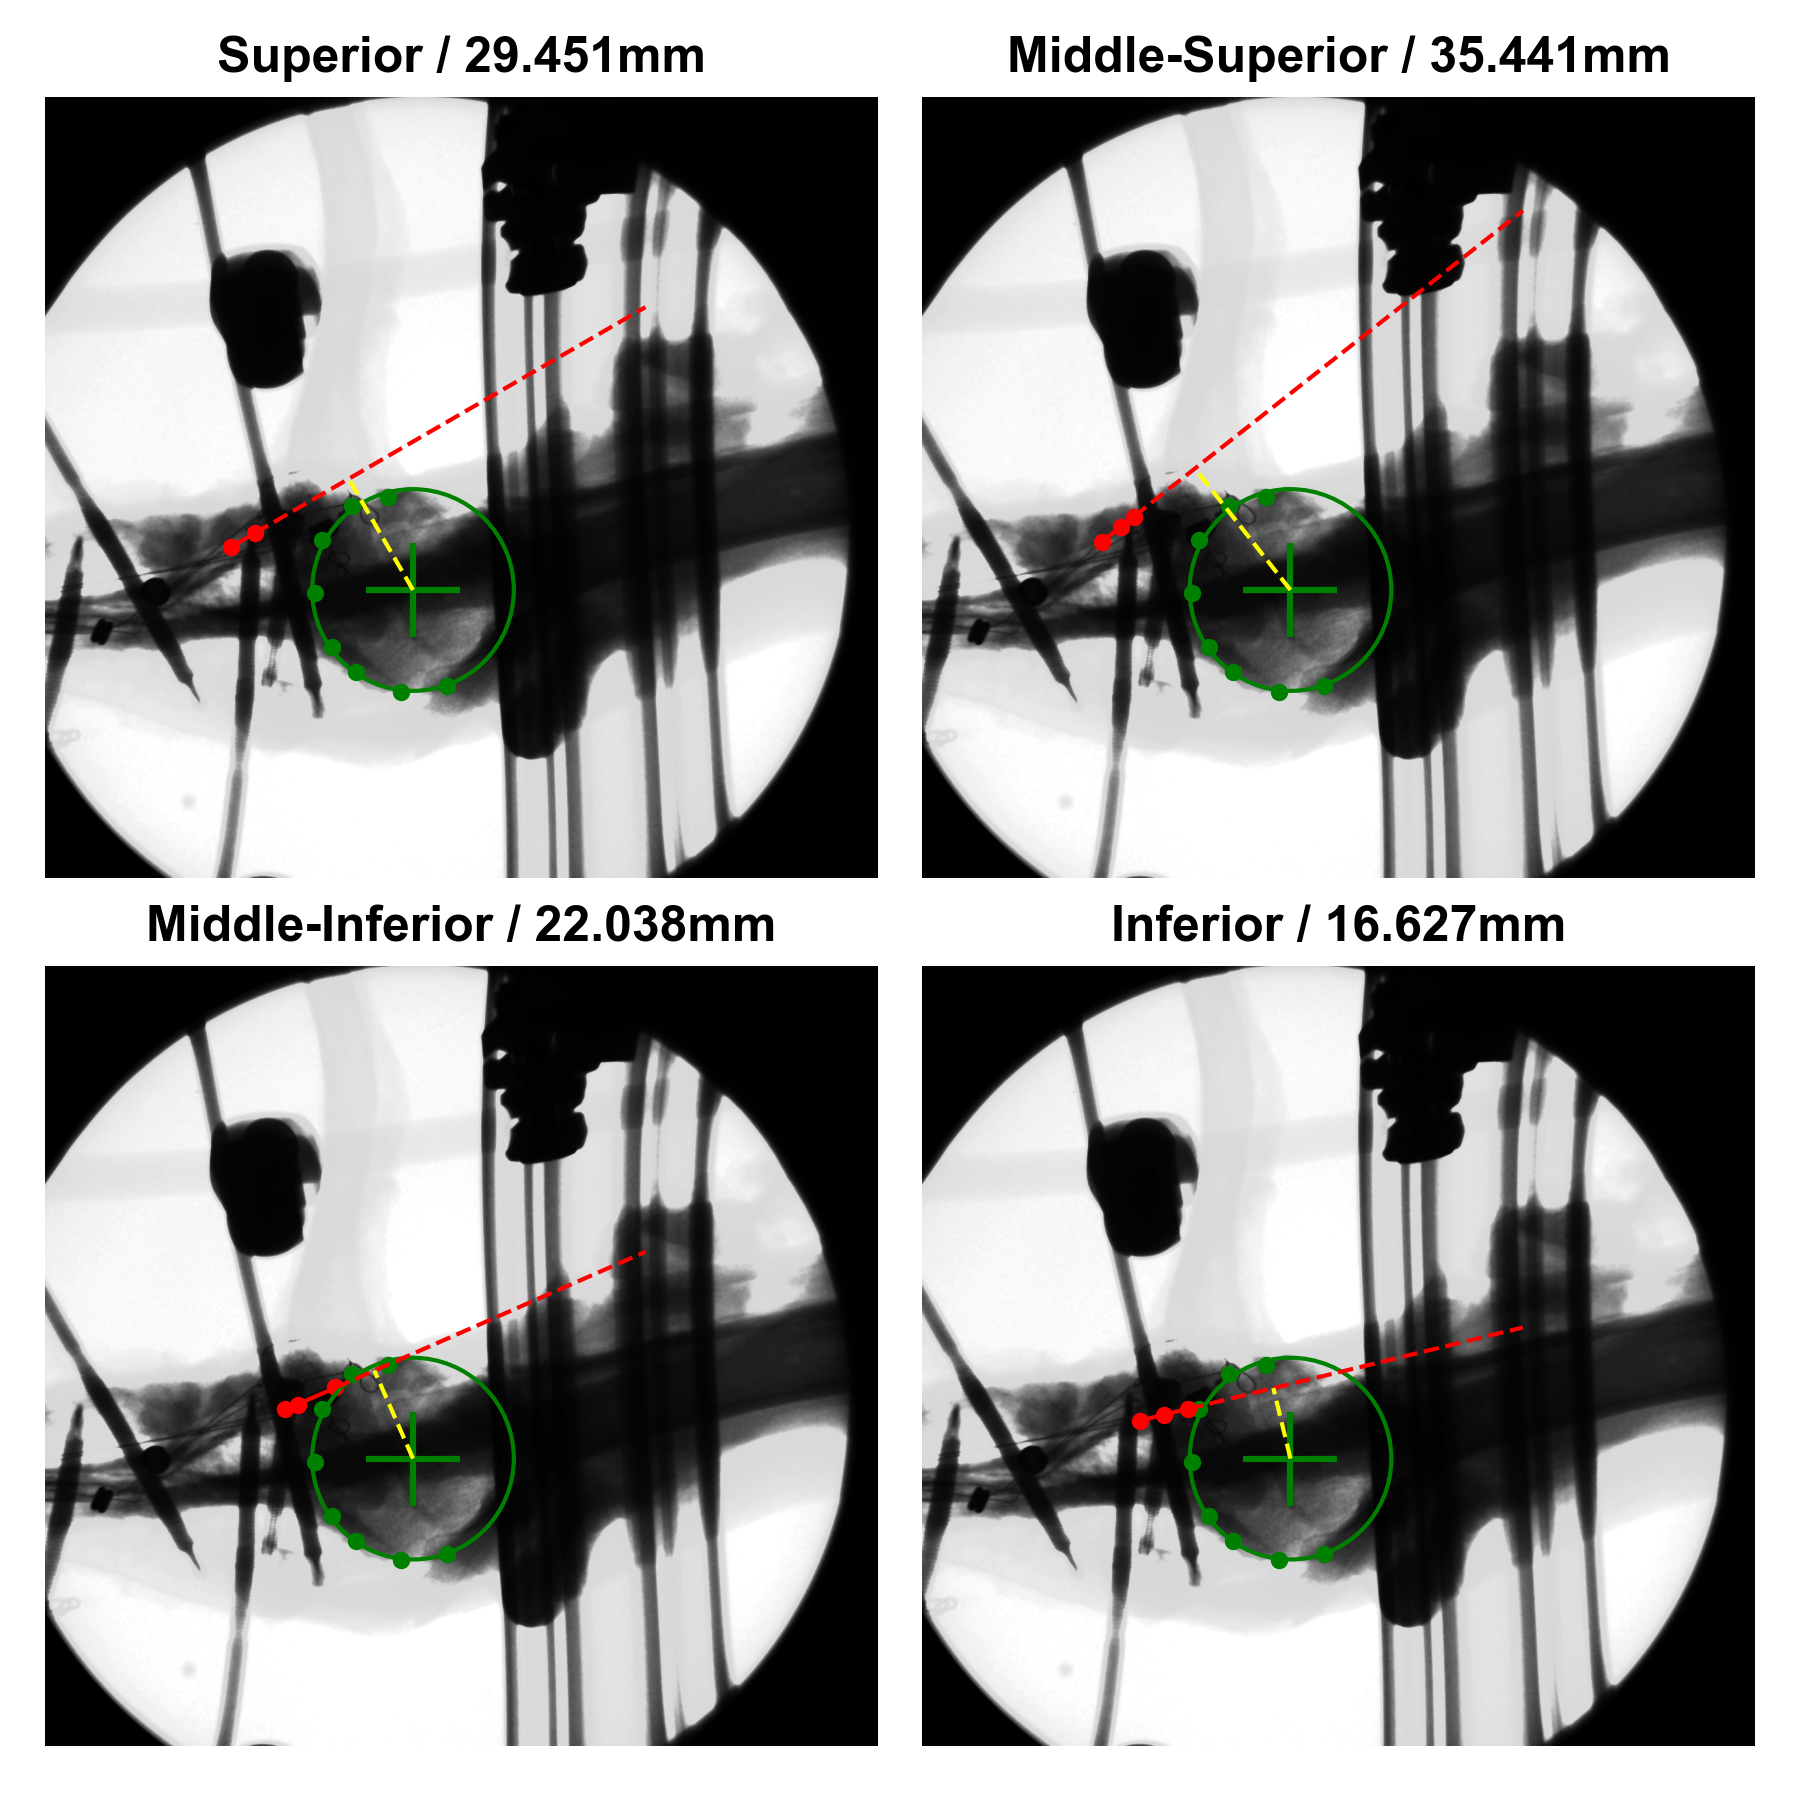 Superior / 29.451mm
Middle-Superior / 35.441mm
Middle-Inferior / 22.038mm
Inferior / 16.627mm